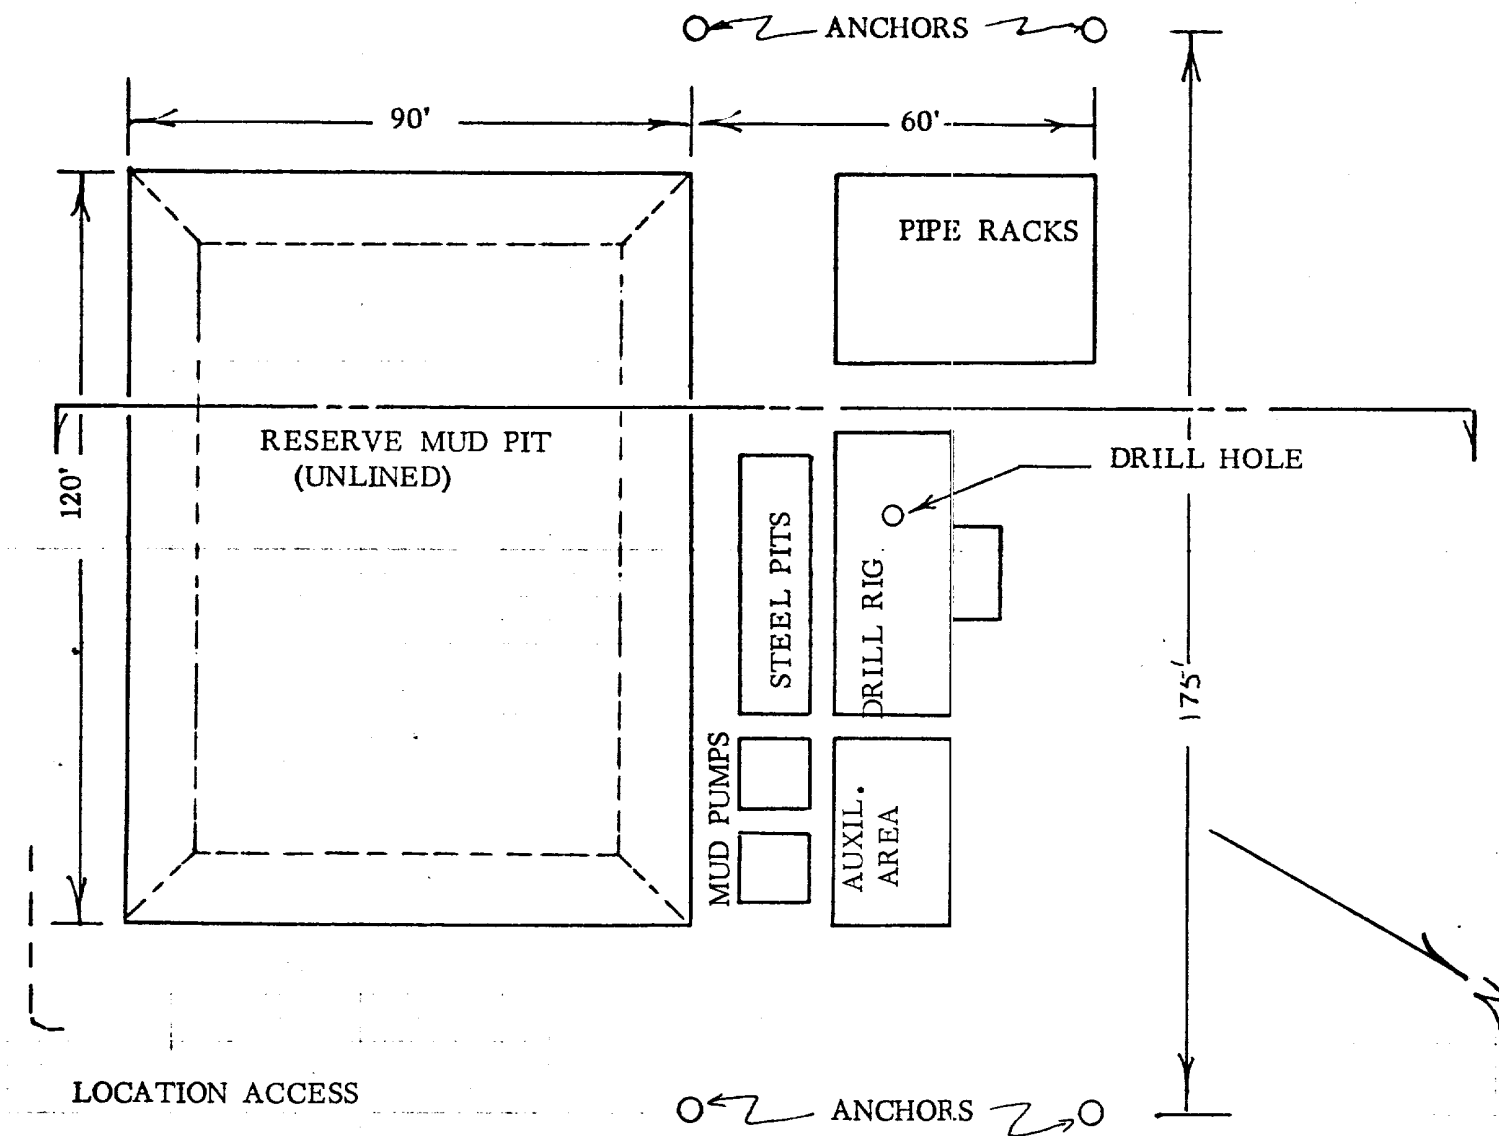 ANCHORS
90'
60'
PIPE RACKS
RESERVE MUD PIT
(UNLINED)
120'
DRILL HOLE
STEEL PITS
DRILL RIG
175'
MUD PUMPS
AUXIL.
AREA
N
LOCATION ACCESS
ANCHORS